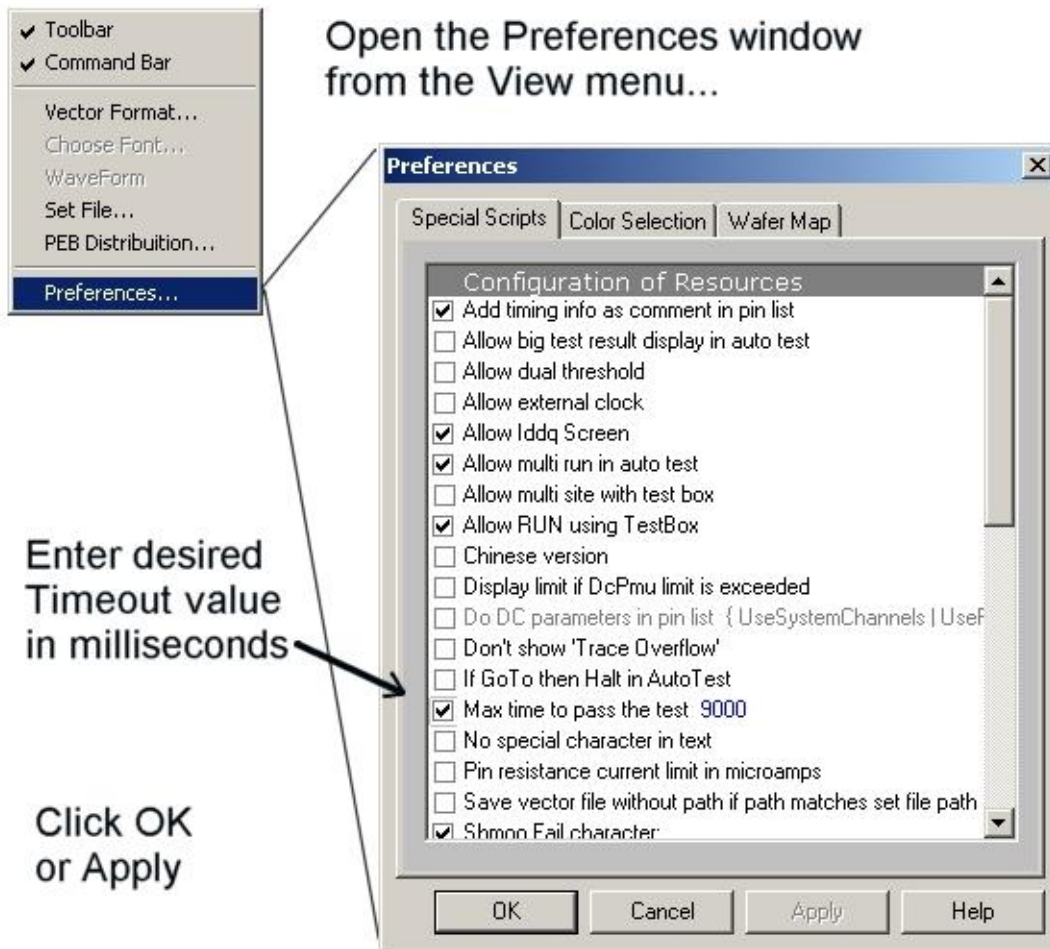 Toolbar
Command Bar
Vector Format...
Choose Font...
WaveForm
Set File...
PEB Distribuition...
Preferences...
Open the Preferences window
from the View menu...
Preferences
Special Scripts
Color Selection
Wafer Map
Configuration of Resources
Add timing info as comment in pin list
Allow big test result display in auto test
Allow dual threshold
Allow external clock
Allow Iddq Screen
Allow multi run in auto test
Allow multi site with test box
Allow RUN using TestBox
Chinese version
Display limit if DcPmu limit is exceeded
Do DC parameters in pin list { UseSystemChannels | UseF
Don't show 'Trace Overflow'
If GoTo then Halt in AutoTest
Max time to pass the test 9000
No special character in text
Pin resistance current limit in microamps
Save vector file without path if path matches set file path
Shmoo Fail character:
Enter desired
Timeout value
in milliseconds
Click OK
or Apply
OK
Cancel
Apply
Help